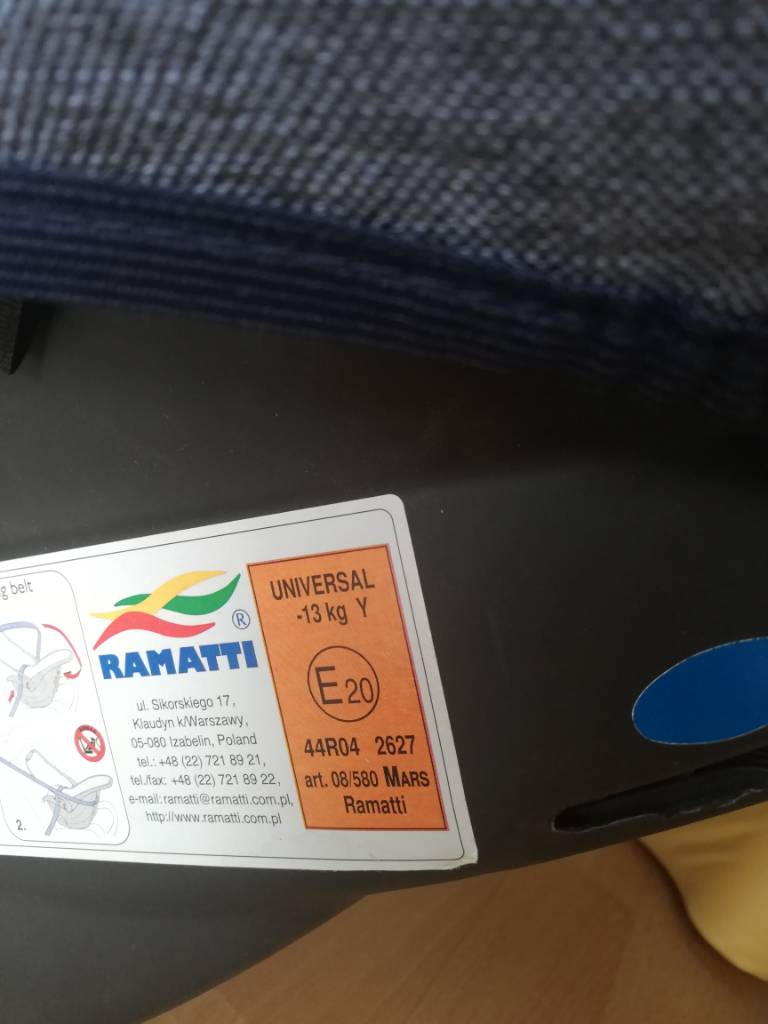 g belt
2.
®
RAMATTI
ul. Sikorskiego 17,
Klaudyn k/Warszawy,
05-080 Izabelin, Poland
tel.: +48 (22) 721 89 21,
tel./fax: +48 (22) 721 89 22,
e-mail: ramatti@ramatti.com.pl,
http://www.ramatti.com.pl
UNIVERSAL
-13 kg Y
E20
44R04 2627
art. 08/580 MARS
Ramatti